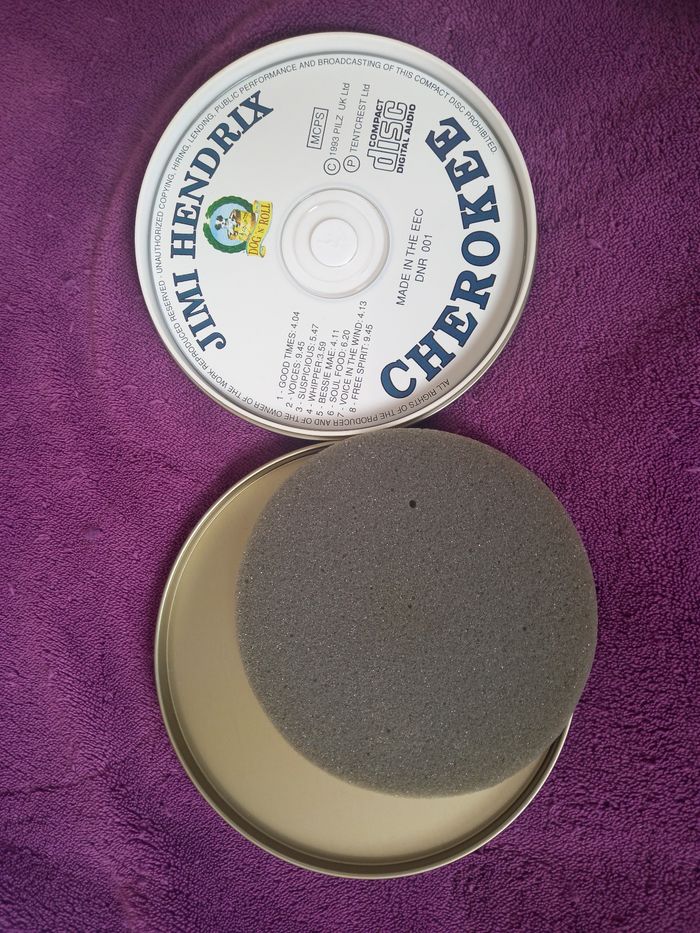 ALL RIGHTS OF THE PRODUCER AND OF THE OWNER OF THE WORK REPRODUCED RESERVED · UNAUTHORIZED COPYING, HIRING, LENDING, PUBLIC PERFORMANCE AND BROADCASTING OF THIS COMPACT DISC PROHIBITED.
JIMI HENDRIX
DOG 'N' ROLL
MCPS
© 1993 PILZ UK Ltd
℗ TENTCREST Ltd
COMPACT
disc
DIGITAL AUDIO
1 - GOOD TIMES: 4.04
2 - VOICES: 9.45
3 - SUSPICIOUS: 5.47
4 - WHIPPER: 3.59
5 - BESSIE MAE: 4.11
6 - SOUL FOOD: 6.20
7 - VOICE IN THE WIND: 4.13
8 - FREE SPIRIT: 9.45
MADE IN THE EEC
DNR 001
CHEROKEE